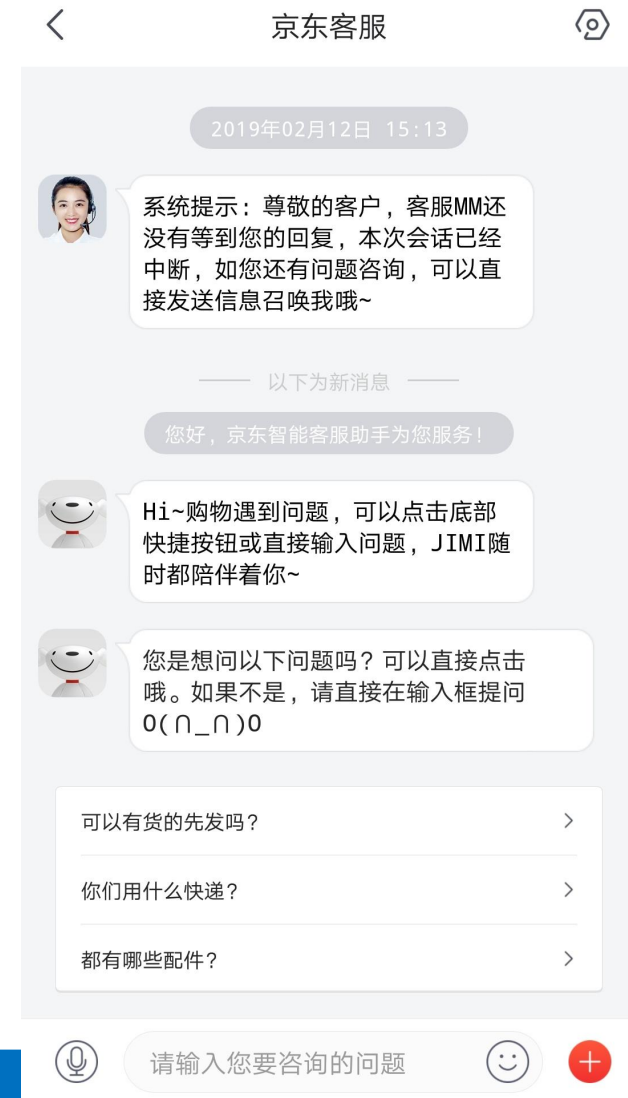 京东客服
2019年02月12日 15:13
系统提示：尊敬的客户，客服MM还
没有等到您的回复，本次会话已经
中断，如您还有问题咨询，可以直
接发送信息召唤我哦~
以下为新消息
您好，京东智能客服助手为您服务！
Hi~购物遇到问题，可以点击底部
快捷按钮或直接输入问题，JIMI随
时都陪伴着你~
您是想问以下问题吗？可以直接点击
哦。如果不是，请直接在输入框提问
O(∩_∩)O
可以有货的先发吗？
你们用什么快递？
都有哪些配件？
请输入您要咨询的问题